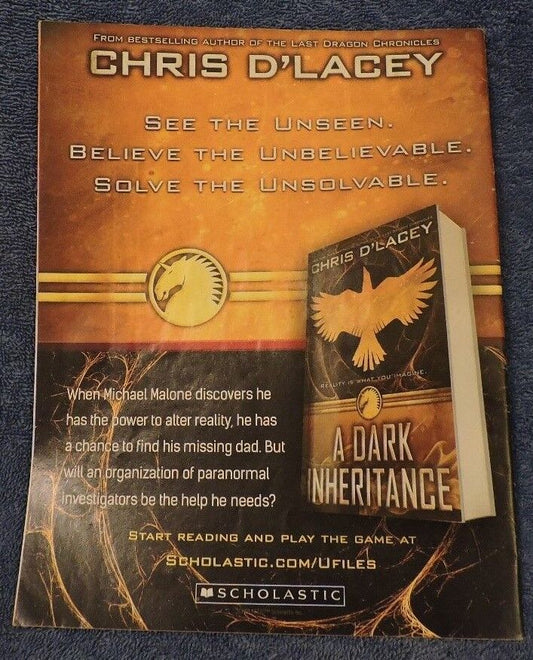 FROM BESTSELLING AUTHOR OF THE LAST DRAGON CHRONICLES
CHRIS D'LACEY
SEE THE UNSEEN.
BELIEVE THE UNBELIEVABLE.
SOLVE THE UNSOLVABLE.
CHRIS D'LACEY
REALITY IS WHAT YOU IMAGINE.
A DARK
INHERITANCE
When Michael Malone discovers he
has the power to alter reality, he has
a chance to find his missing dad. But
will an organization of paranormal
investigators be the help he needs?
START READING AND PLAY THE GAME AT
SCHOLASTIC.COM/UFILES
SCHOLASTIC